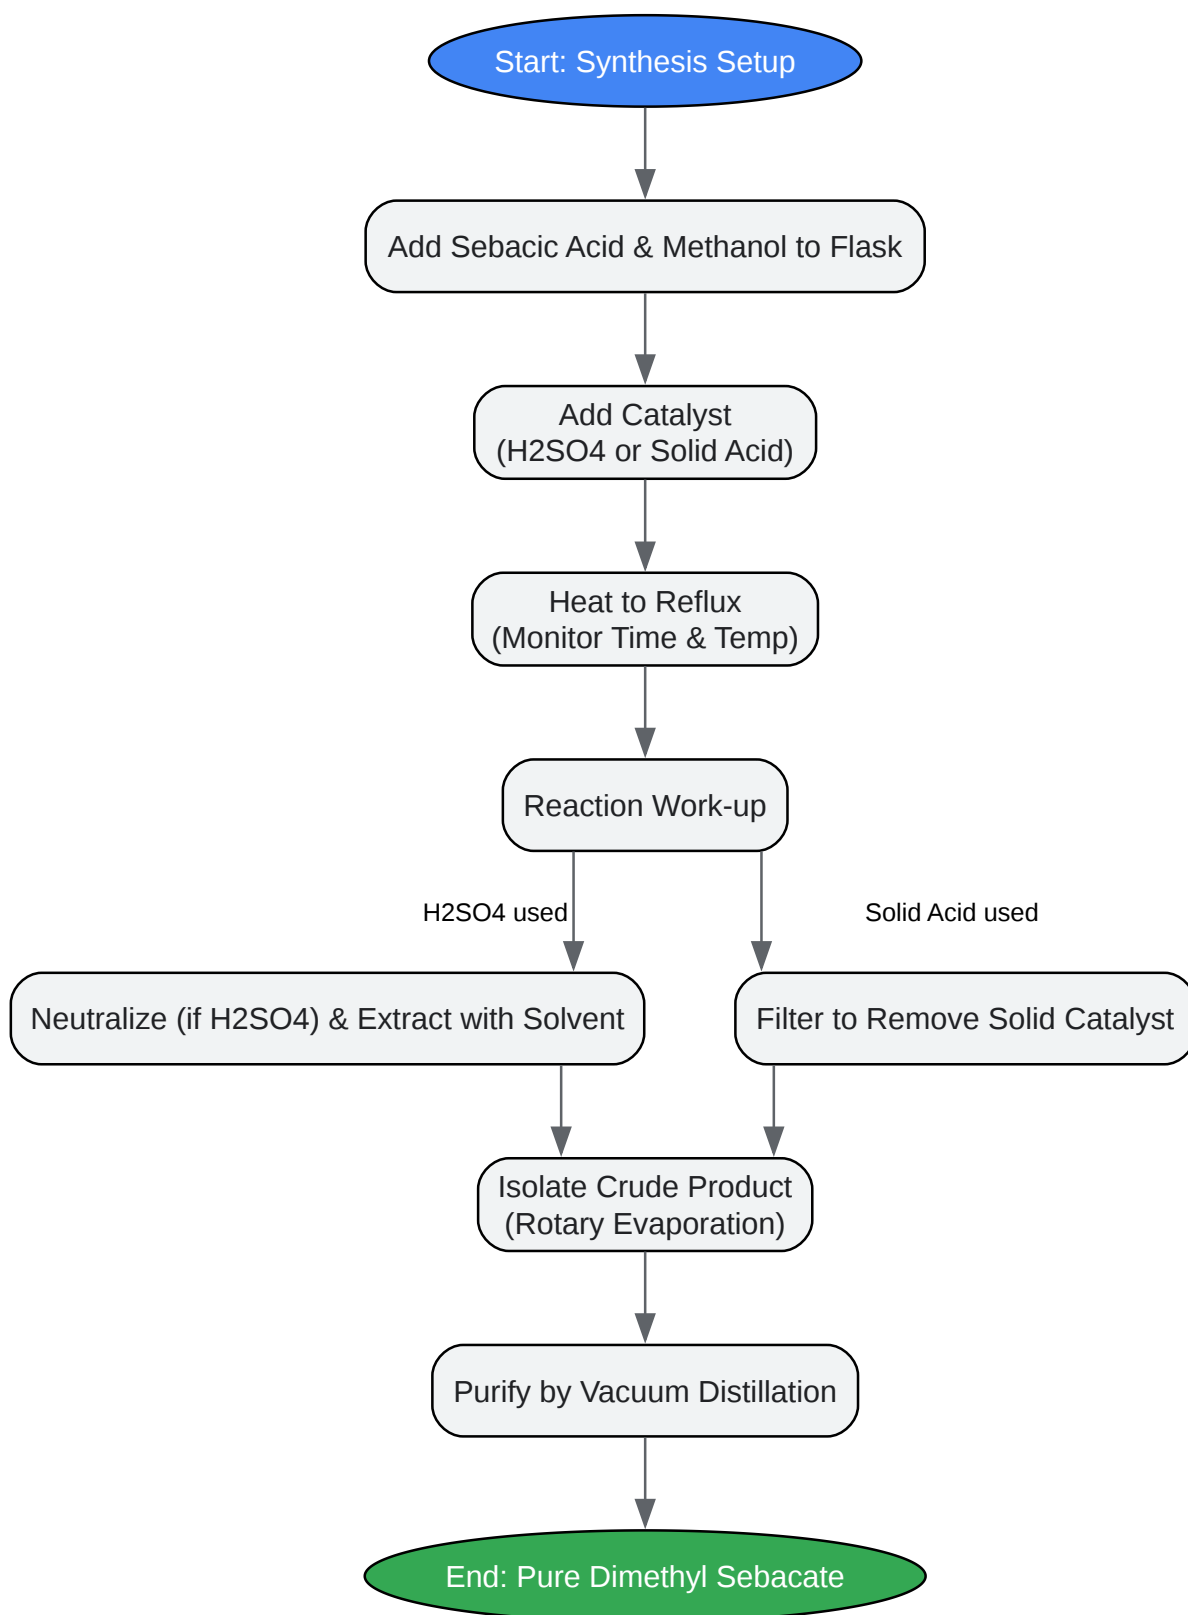 Start: Synthesis Setup
Add Sebacic Acid & Methanol to Flask
Add Catalyst
(H2SO4 or Solid Acid)
Heat to Reflux
(Monitor Time & Temp)
Reaction Work-up
H2SO4 used
Solid Acid used
Neutralize (if H2SO4) & Extract with Solvent
Filter to Remove Solid Catalyst
Isolate Crude Product
(Rotary Evaporation)
Purify by Vacuum Distillation
End: Pure Dimethyl Sebacate